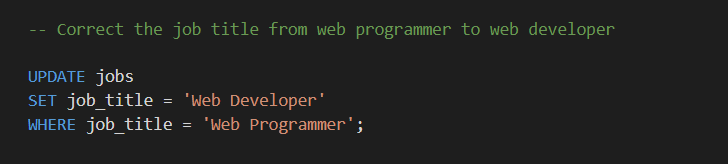 -- Correct the job title from web programmer to web developer
UPDATE jobs
SET job_title = 'Web Developer'
WHERE job_title = 'Web Programmer';